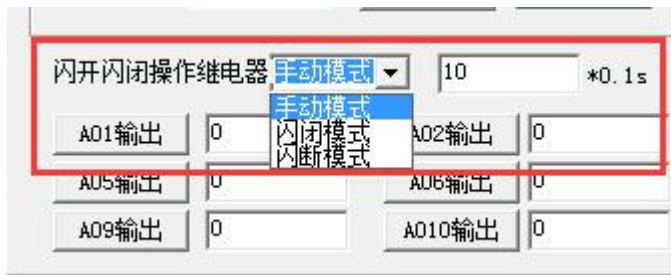 闪开闪闭操作继电器 手动模式 10 *0.1s
手动模式
闪闭模式
闪断模式
A01输出 0 A02输出 0
A05输出 0 A06输出 0
A09输出 0 A010输出 0